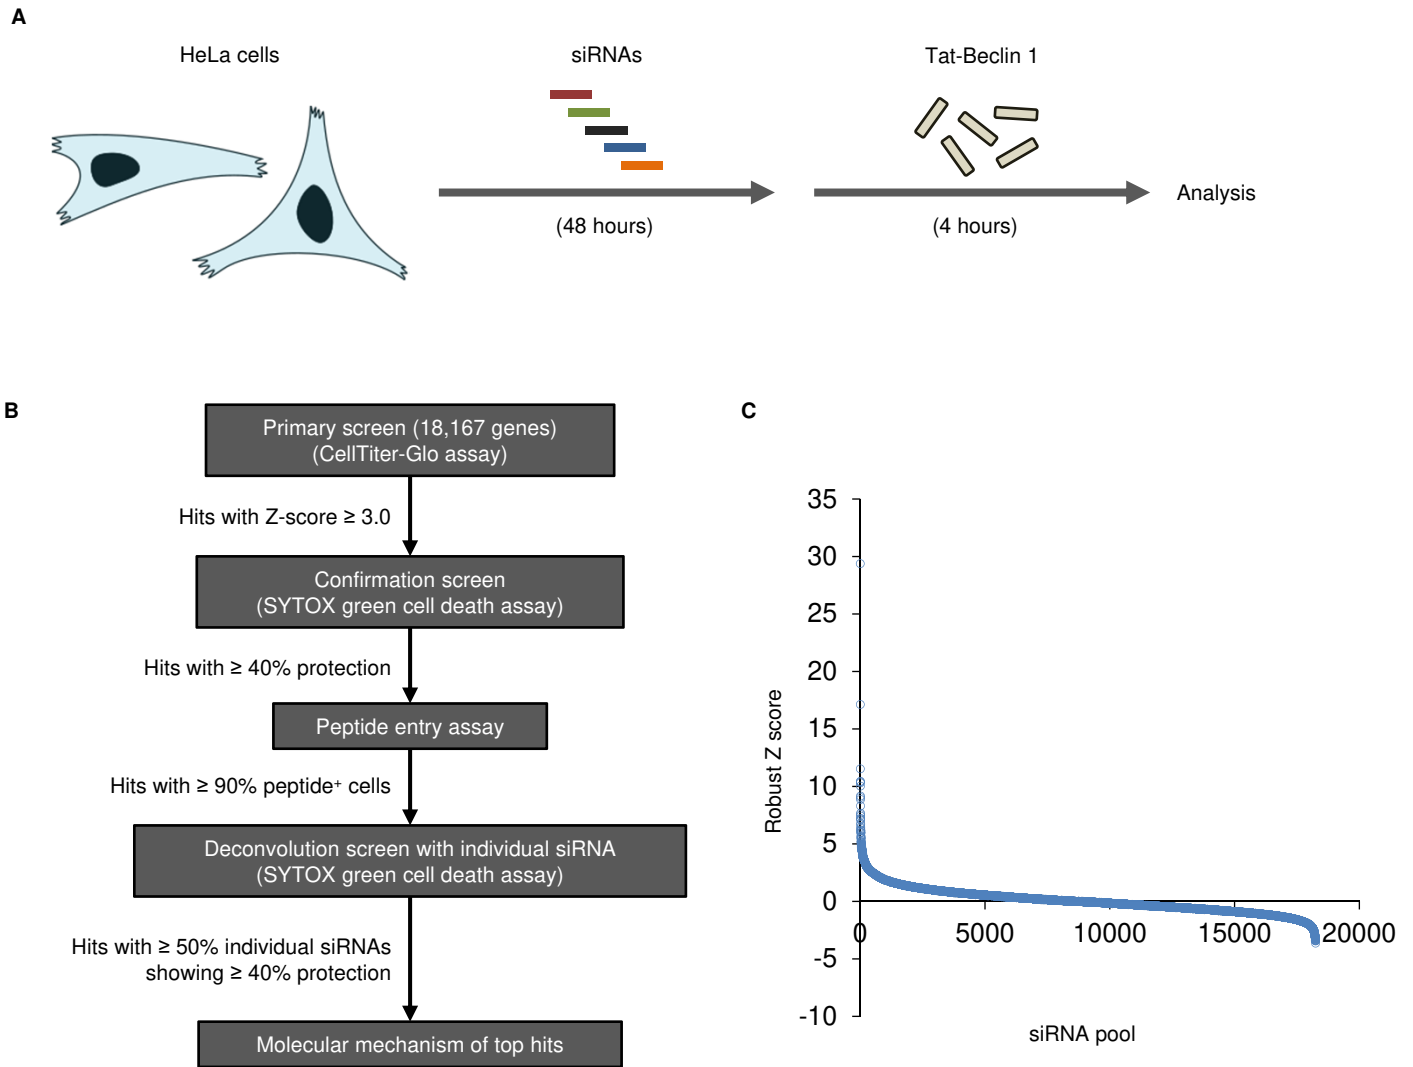 A
HeLa cells
siRNAs
Tat-Beclin 1
(48 hours)
(4 hours)
Analysis
B
Primary screen (18,167 genes)
(CellTiter-Glo assay)
Hits with Z-score ≥ 3.0
Confirmation screen
(SYTOX green cell death assay)
Hits with ≥ 40% protection
Peptide entry assay
Hits with ≥ 90% peptide⁺ cells
Deconvolution screen with individual siRNA
(SYTOX green cell death assay)
Hits with ≥ 50% individual siRNAs
showing ≥ 40% protection
Molecular mechanism of top hits
C
Robust Z score
35
30
25
20
15
10
5
0
-5
-10
0 5000 10000 15000 20000
siRNA pool